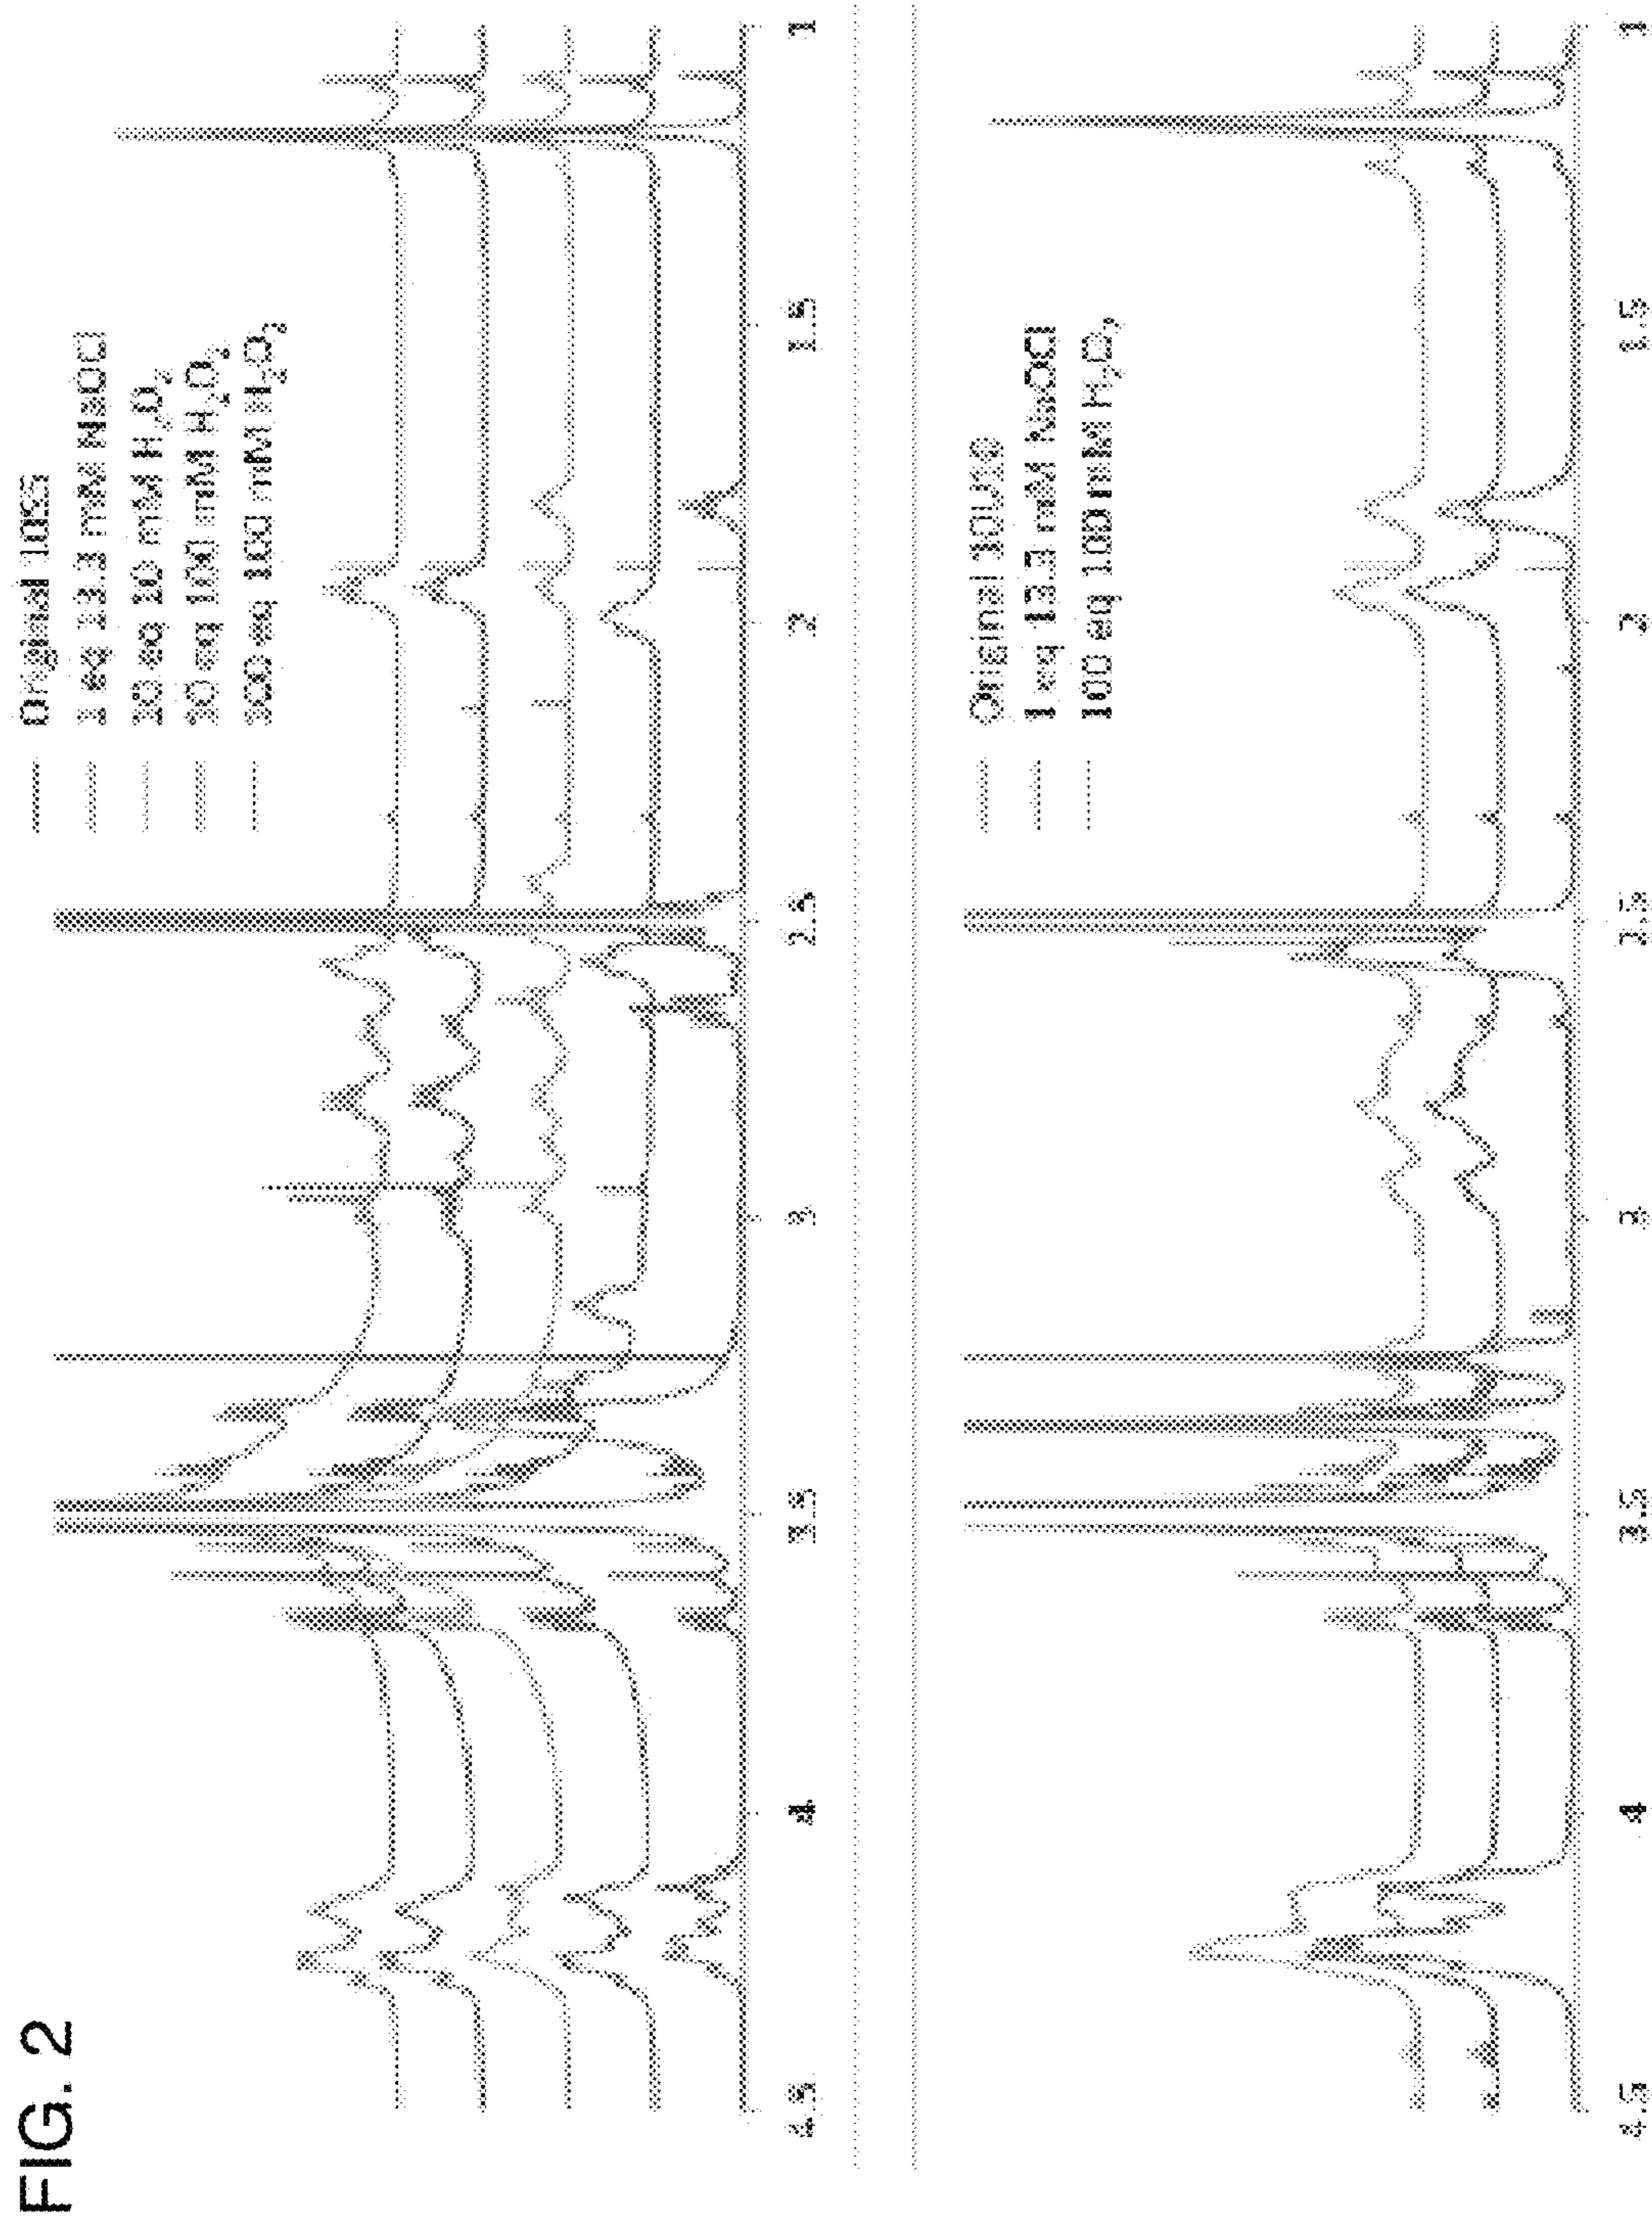 FIG. 2
Original 10SS
1 eq 13.3 mM NaOCl
10 eq 10 mM H2O2
10 eq 100 mM H2O2
100 eq 100 mM H2O2
4.5 4 3.5 3 2.5 2 1.5 1
Original 10U10
1 eq 13.3 mM NaOCl
100 eq 100 mM H2O2
4.5 4 3.5 3 2.5 2 1.5 1